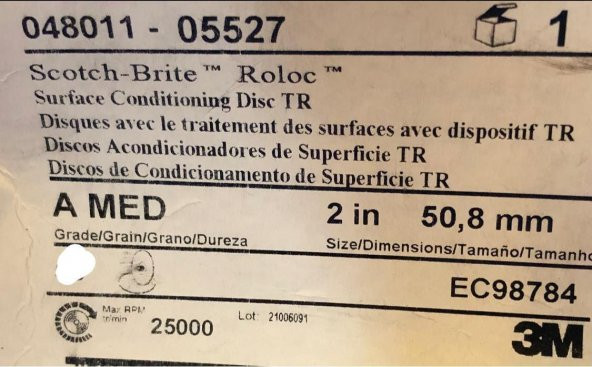 048011 - 05527 1
Scotch-Brite™ Roloc™
Surface Conditioning Disc TR
Disques avec le traitement des surfaces avec dispositif TR
Discos Acondicionadores de Superficie TR
Discos de Condicionamento de Superficie TR
A MED 2 in 50,8 mm
Grade/Grain/Grano/Dureza Size/Dimensions/Tamaño/Tamanho
EC98784
Max RPM
tr/min 25000 Lot: 21006091
3M